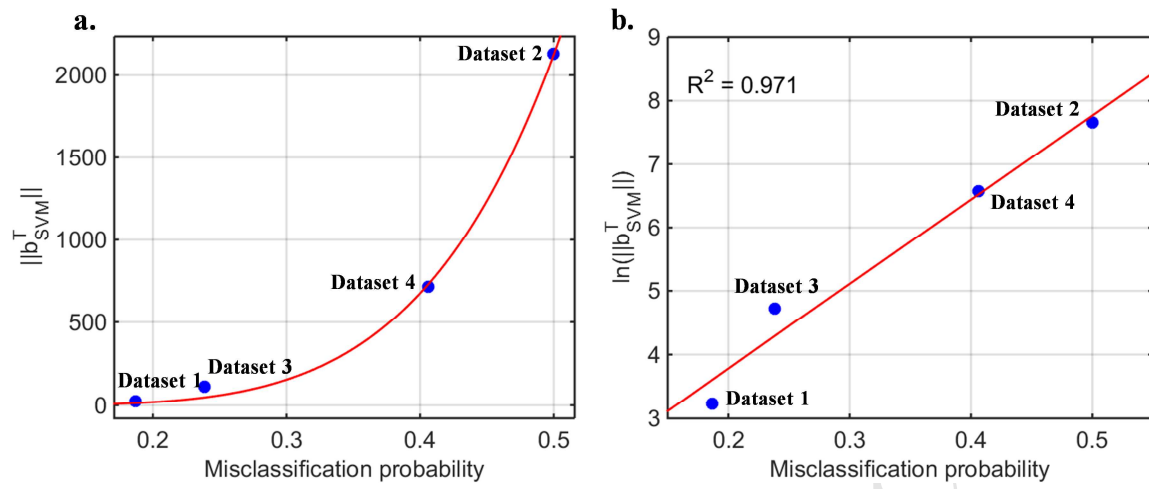 a.
2000
1500
1000
500
0
0.2 0.3 0.4 0.5
||b^T_SVM||
Misclassification probability
Dataset 2
Dataset 4
Dataset 3
Dataset 1
b.
9
8
7
6
5
4
3
0.2 0.3 0.4 0.5
ln(||b^T_SVM||)
Misclassification probability
R² = 0.971
Dataset 2
Dataset 4
Dataset 3
Dataset 1